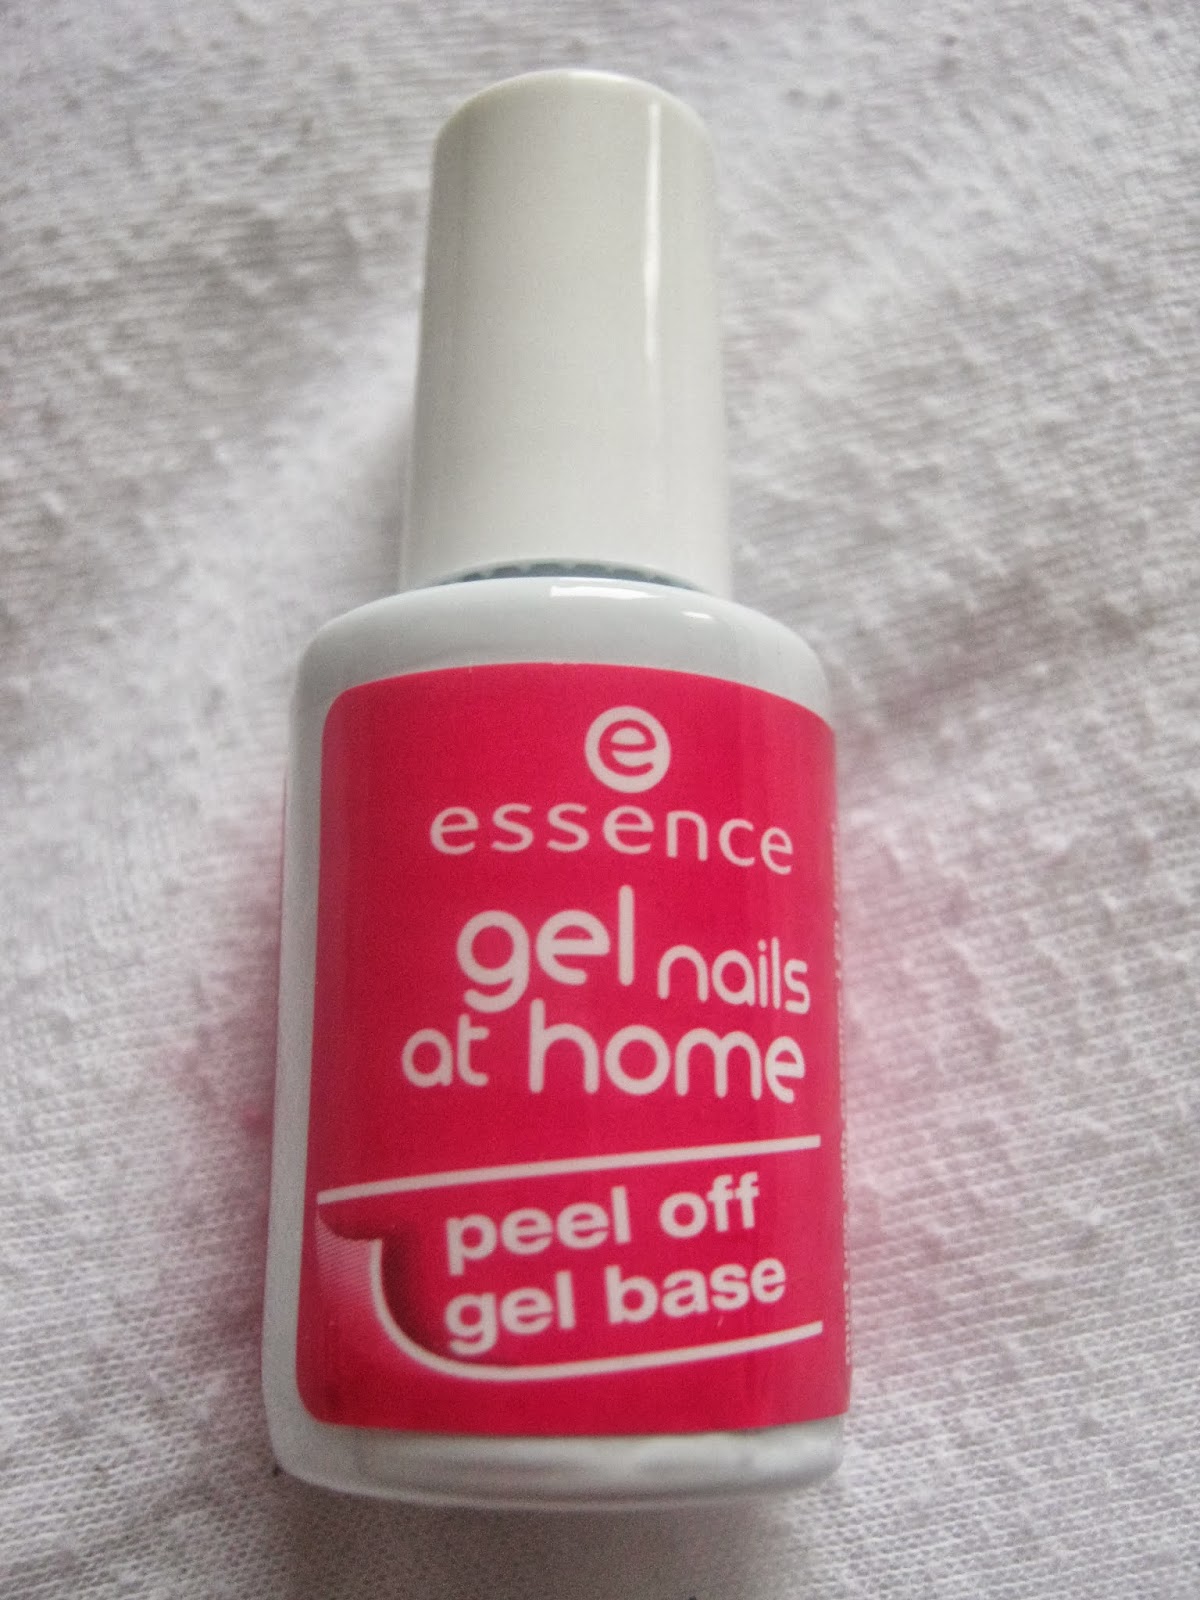 e
essence
gel nails
at home
peel off
gel base